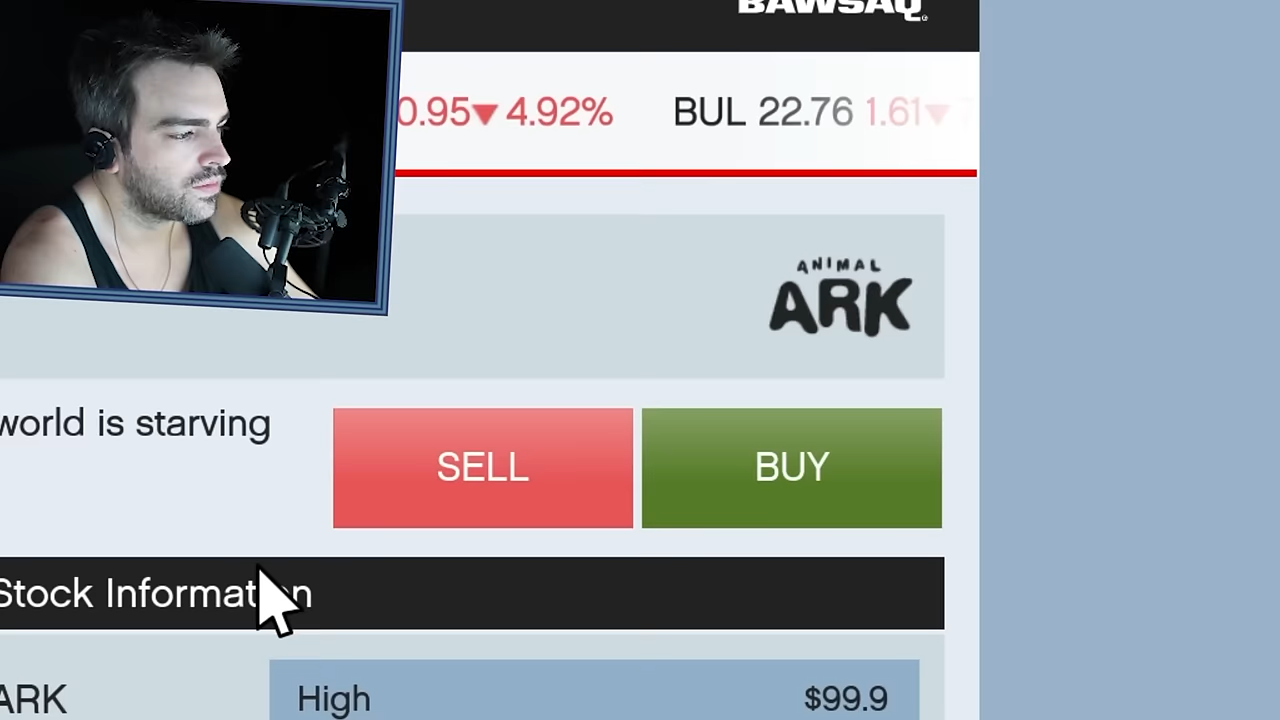 BAWSAQ
0.95▼ 4.92% BUL 22.76 1.61▼
ANIMAL
ARK
world is starving
SELL BUY
Stock Information
ARK High $99.9